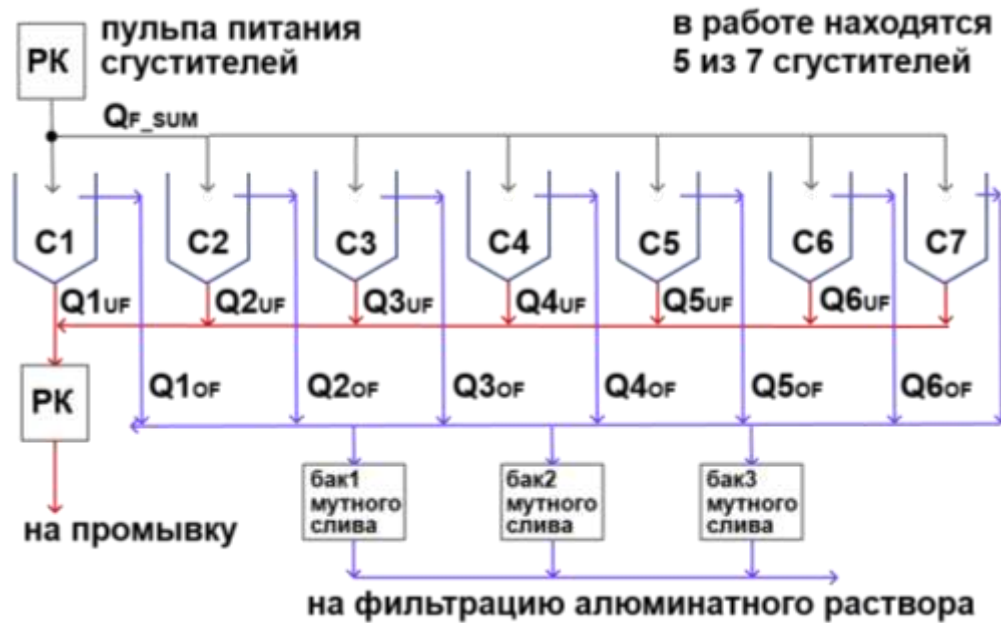 РК
пульпа питания
сгустителей
в работе находятся
5 из 7 сгустителей
QF_SUM
С1
С2
С3
С4
С5
С6
С7
Q1UF
Q2UF
Q3UF
Q4UF
Q5UF
Q6UF
РК
Q1OF
Q2OF
Q3OF
Q4OF
Q5OF
Q6OF
бак1
мутного
слива
бак2
мутного
слива
бак3
мутного
слива
на промывку
на фильтрацию алюминатного раствора